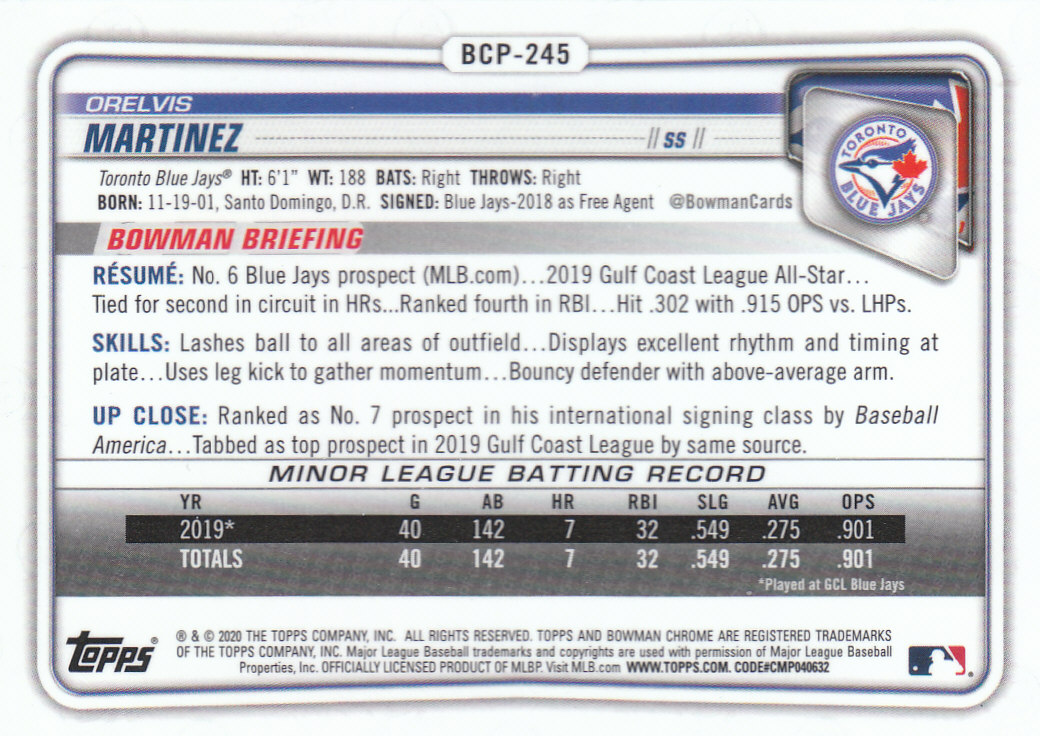 BCP-245
ORELVIS
MARTINEZ // SS //
TORONTO
BLUE JAYS
Toronto Blue Jays® HT: 6'1" WT: 188 BATS: Right THROWS: Right
BORN: 11-19-01, Santo Domingo, D.R. SIGNED: Blue Jays-2018 as Free Agent @BowmanCards
BOWMAN BRIEFING
RÉSUMÉ: No. 6 Blue Jays prospect (MLB.com)...2019 Gulf Coast League All-Star...
Tied for second in circuit in HRs...Ranked fourth in RBI...Hit .302 with .915 OPS vs. LHPs.
SKILLS: Lashes ball to all areas of outfield...Displays excellent rhythm and timing at
plate...Uses leg kick to gather momentum...Bouncy defender with above-average arm.
UP CLOSE: Ranked as No. 7 prospect in his international signing class by Baseball
America...Tabbed as top prospect in 2019 Gulf Coast League by same source.
MINOR LEAGUE BATTING RECORD
YR G AB HR RBI SLG AVG OPS
2019* 40 142 7 32 .549 .275 .901
TOTALS 40 142 7 32 .549 .275 .901
*Played at GCL Blue Jays
TOPPS®
® & © 2020 THE TOPPS COMPANY, INC. ALL RIGHTS RESERVED. TOPPS AND BOWMAN CHROME ARE REGISTERED TRADEMARKS
OF THE TOPPS COMPANY, INC. Major League Baseball trademarks and copyrights are used with permission of Major League Baseball
Properties, Inc. OFFICIALLY LICENSED PRODUCT OF MLBP. Visit MLB.com WWW.TOPPS.COM. CODE#CMP040632